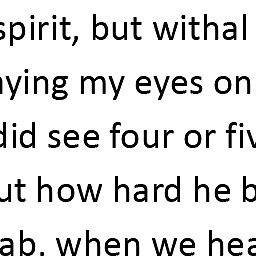 spirit, but withal
aying my eyes on
did see four or fiv
ut how hard he b
ab. when we hea